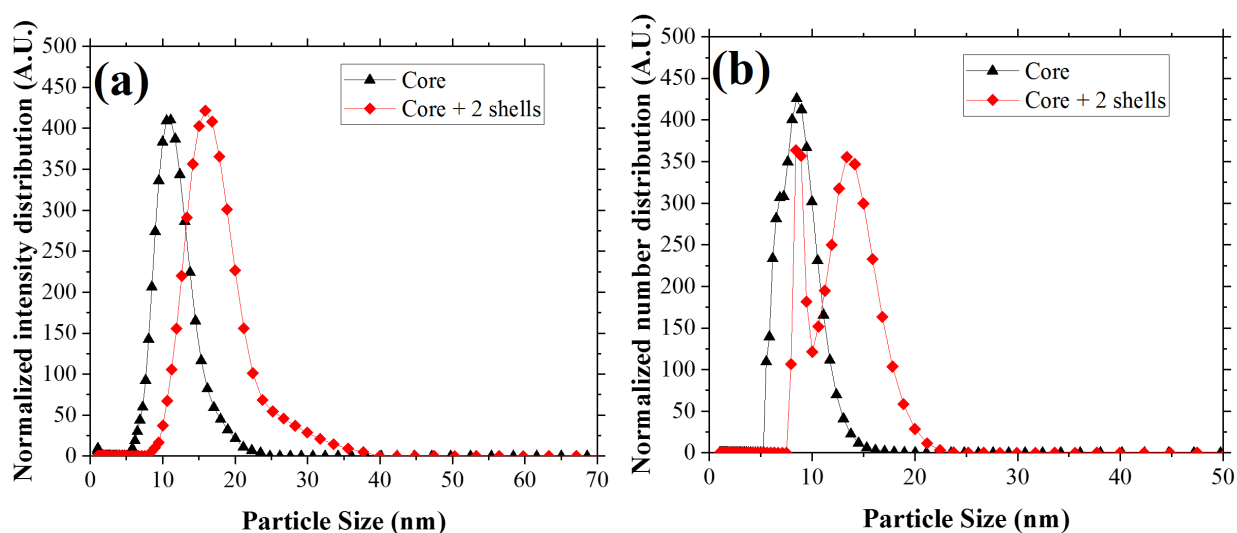 (a)
Normalized intensity distribution (A.U.)
500
450
400
350
300
250
200
150
100
50
0
Core
Core + 2 shells
0 10 20 30 40 50 60 70
Particle Size (nm)
(b)
Normalized number distribution (A.U.)
500
450
400
350
300
250
200
150
100
50
0
Core
Core + 2 shells
0 10 20 30 40 50
Particle Size (nm)